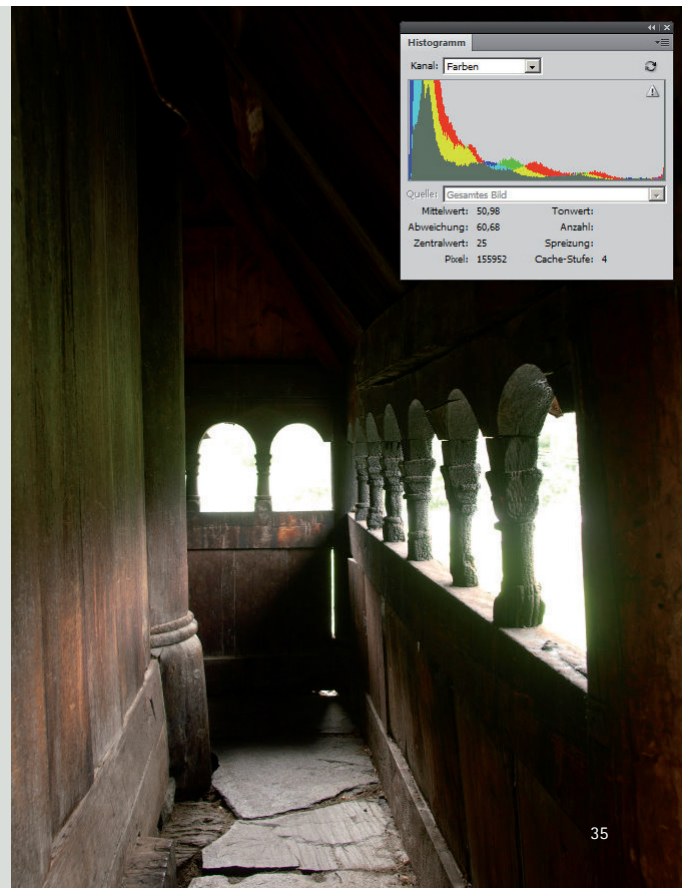 Histogramm
Kanal: Farben
Quelle: Gesamtes Bild
Mittelwert: 50,98 Tonwert:
Abweichung: 60,68 Anzahl:
Zentralwert: 25 Spreizung:
Pixel: 155952 Cache-Stufe: 4
35